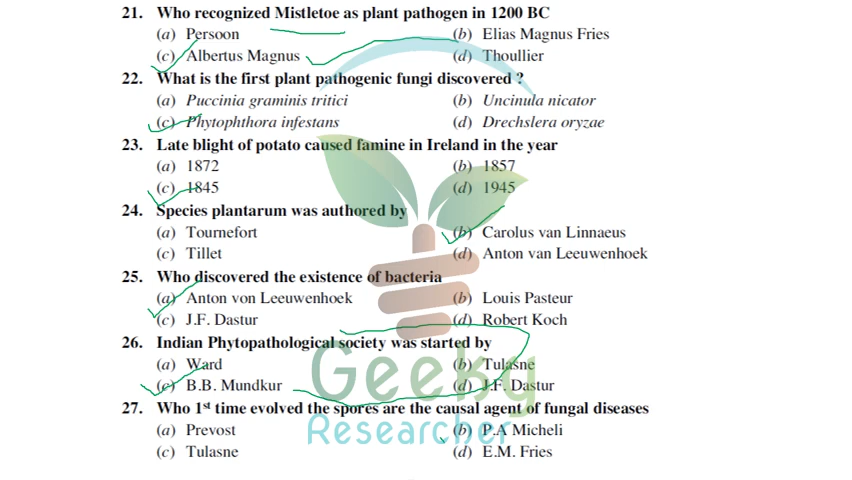 21. Who recognized Mistletoe as plant pathogen in 1200 BC
(a) Persoon (b) Elias Magnus Fries
(c) Albertus Magnus (d) Thoullier
22. What is the first plant pathogenic fungi discovered ?
(a) Puccinia graminis tritici (b) Uncinula nicator
(c) Phytophthora infestans (d) Drechslera oryzae
23. Late blight of potato caused famine in Ireland in the year
(a) 1872 (b) 1857
(c) 1845 (d) 1945
24. Species plantarum was authored by
(a) Tournefort (b) Carolus van Linnaeus
(c) Tillet (d) Anton van Leeuwenhoek
25. Who discovered the existence of bacteria
(a) Anton von Leeuwenhoek (b) Louis Pasteur
(c) J.F. Dastur (d) Robert Koch
26. Indian Phytopathological society was started by
(a) Ward (b) Tulasne
(c) B.B. Mundkur (d) J.F. Dastur
Geeky
27. Who 1st time evolved the spores are the causal agent of fungal diseases
(a) Prevost (b) P.A Micheli
Researcher
(c) Tulasne (d) E.M. Fries